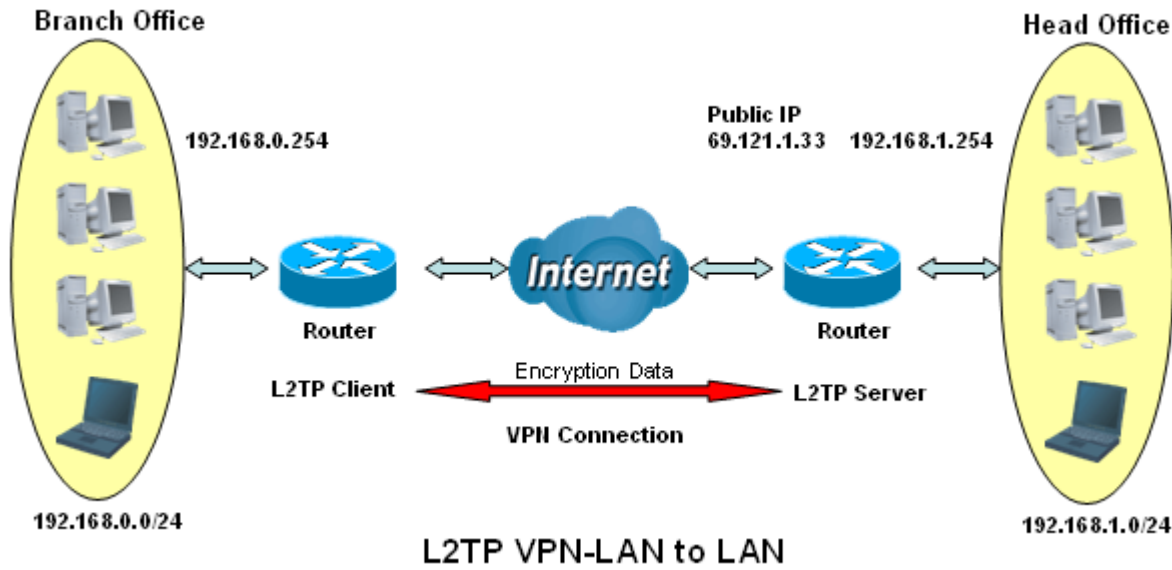 Branch Office
Head Office
192.168.0.254
Public IP
69.121.1.33
192.168.1.254
Internet
Router
Router
L2TP Client
Encryption Data
L2TP Server
VPN Connection
192.168.0.0/24
192.168.1.0/24
L2TP VPN-LAN to LAN